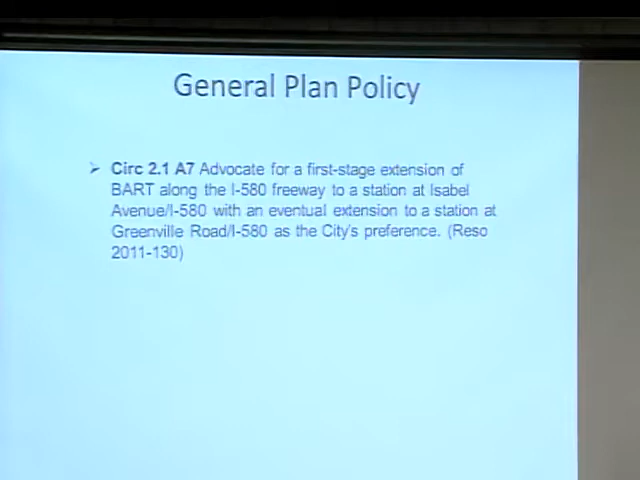 General Plan Policy
➢ Circ 2.1 A7 Advocate for a first-stage extension of
BART along the I-580 freeway to a station at Isabel
Avenue/I-580 with an eventual extension to a station at
Greenville Road/I-580 as the City's preference. (Reso
2011-130)